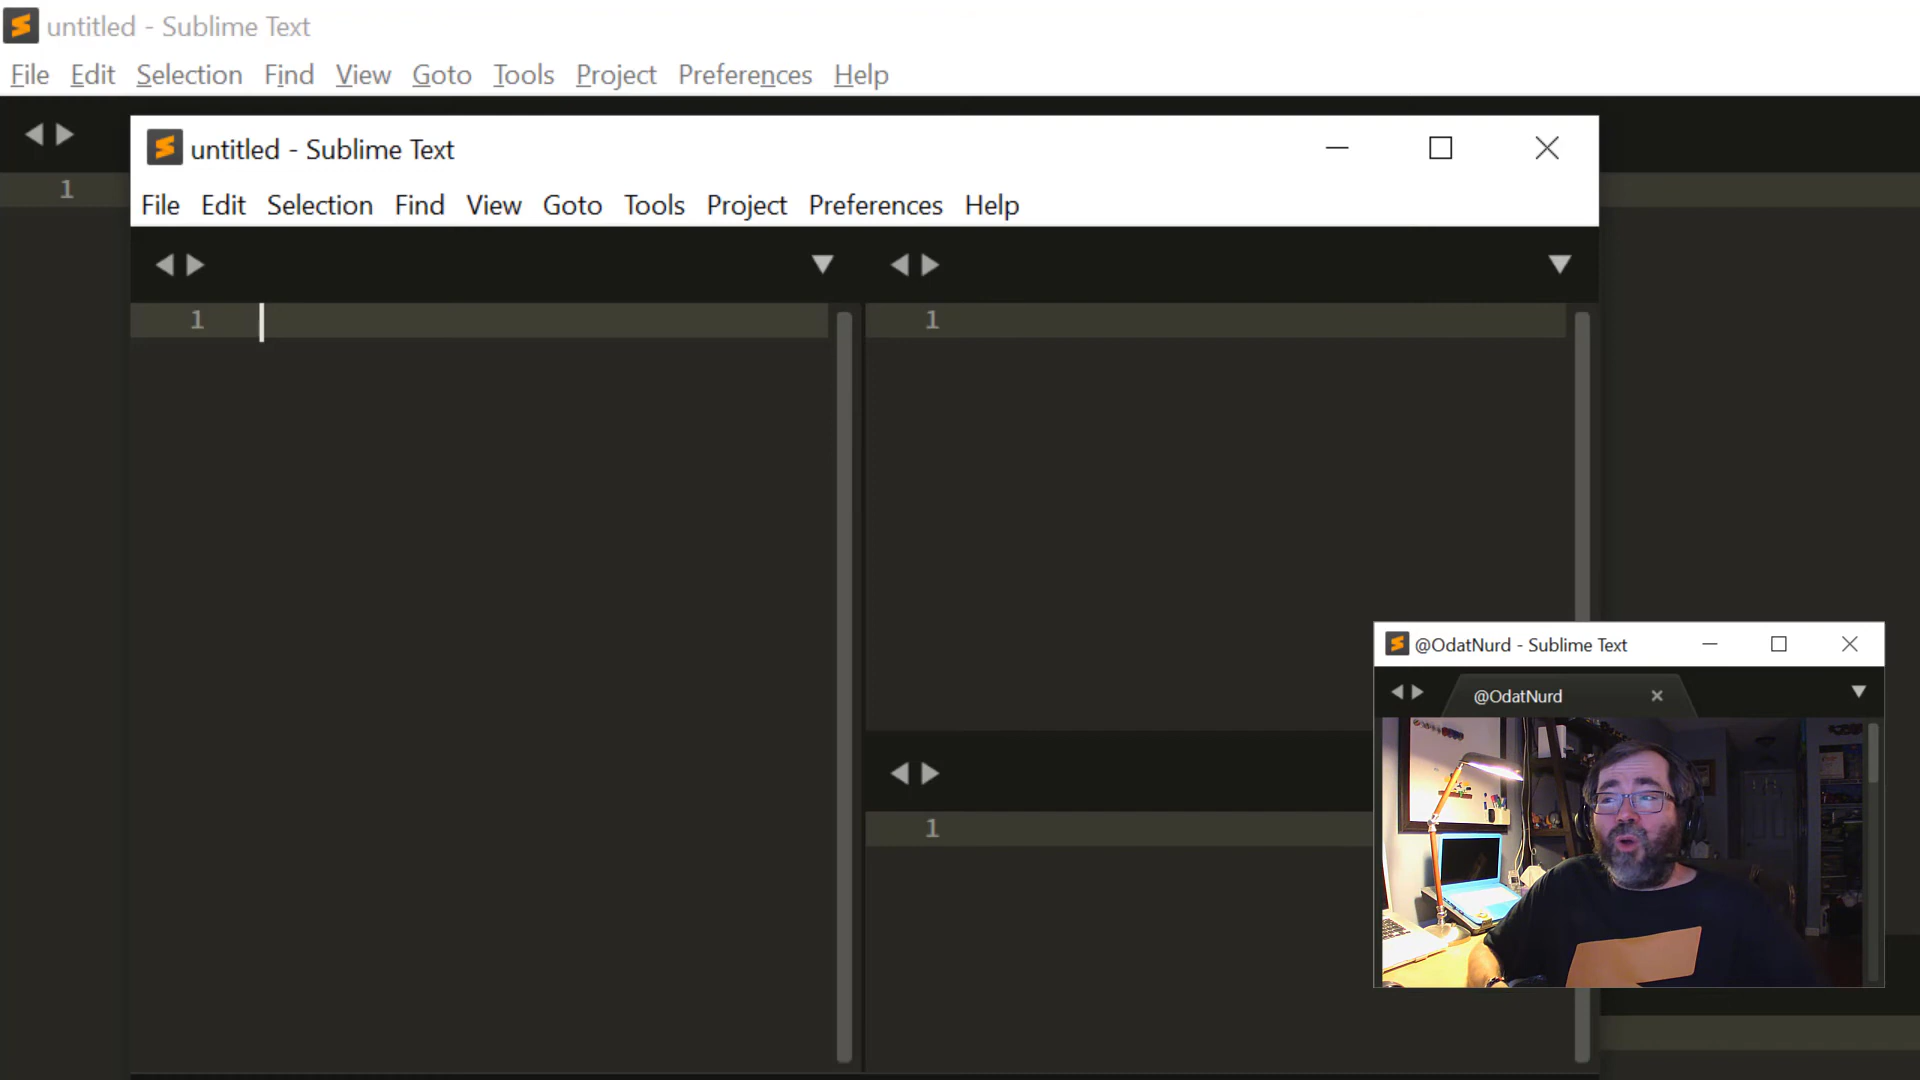 untitled - Sublime Text
File Edit Selection Find View Goto Tools Project Preferences Help
1
untitled - Sublime Text
File Edit Selection Find View Goto Tools Project Preferences Help
1
1
1
@OdatNurd - Sublime Text
@OdatNurd